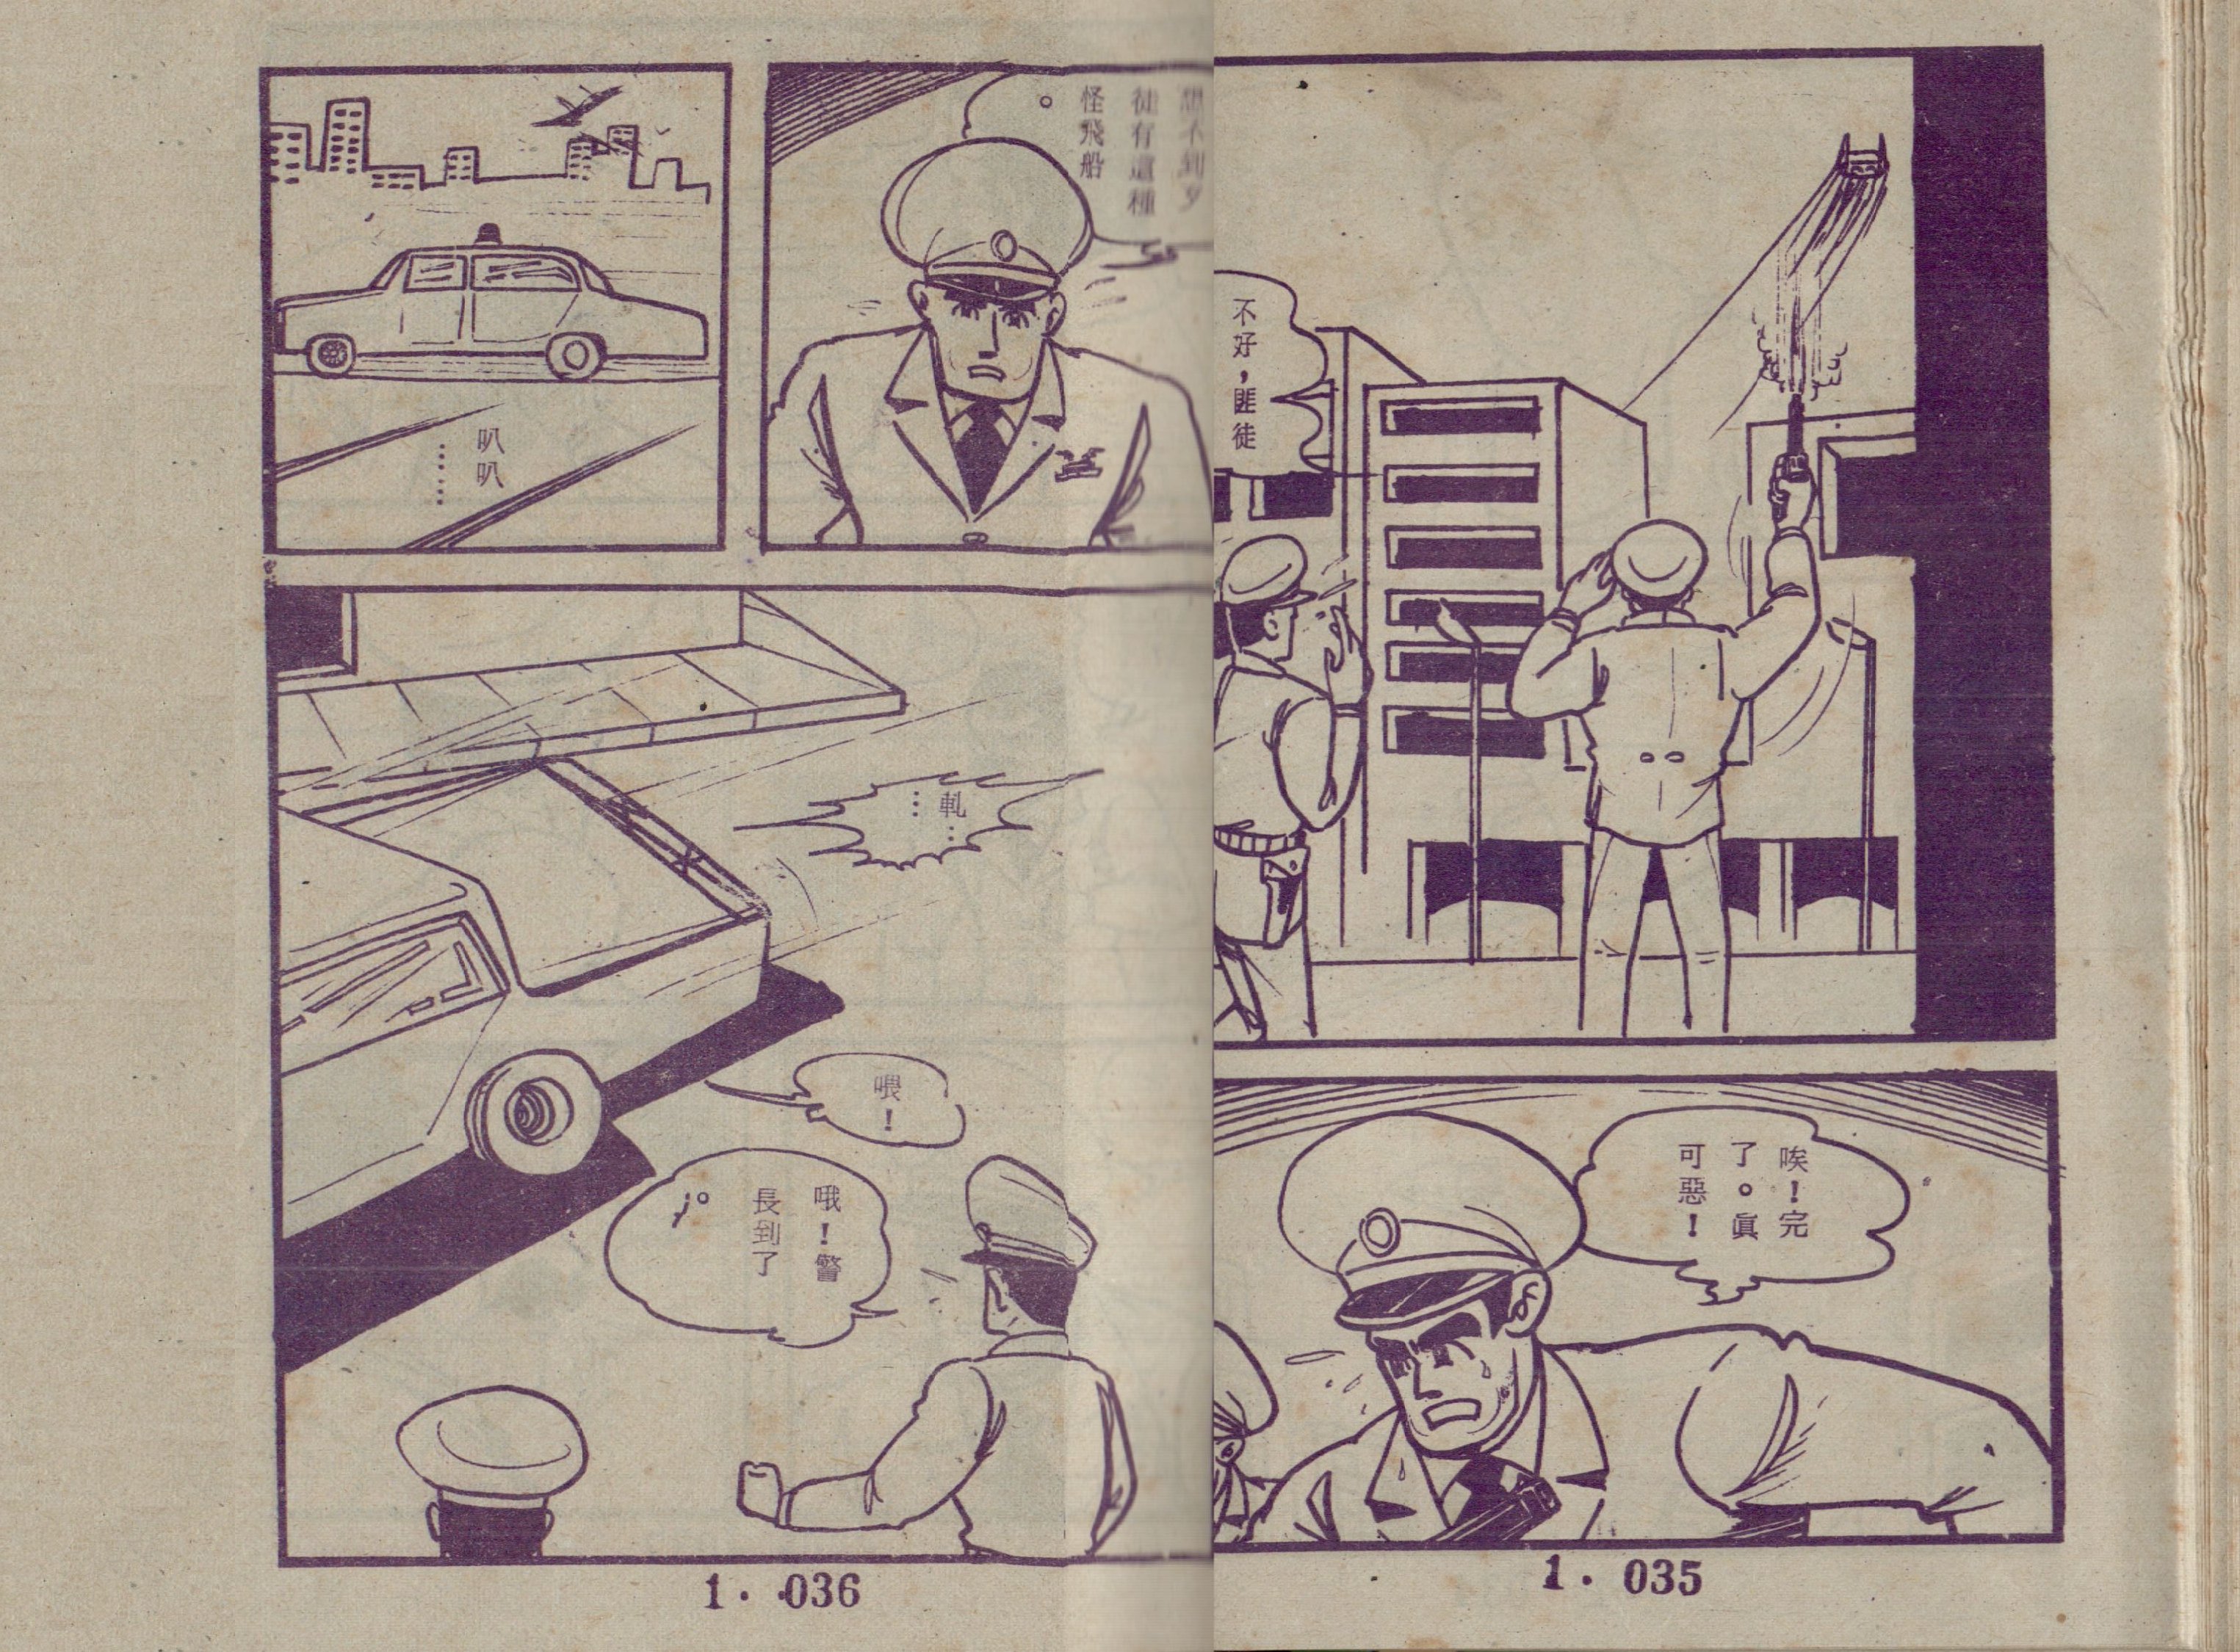 不好，匪徒
唉！完
了。眞
可惡！
1．035
想不到歹
徒有這種
怪飛船
。
叭叭
……
軋…
…
喂！
哦！警
長到了
。
1．036